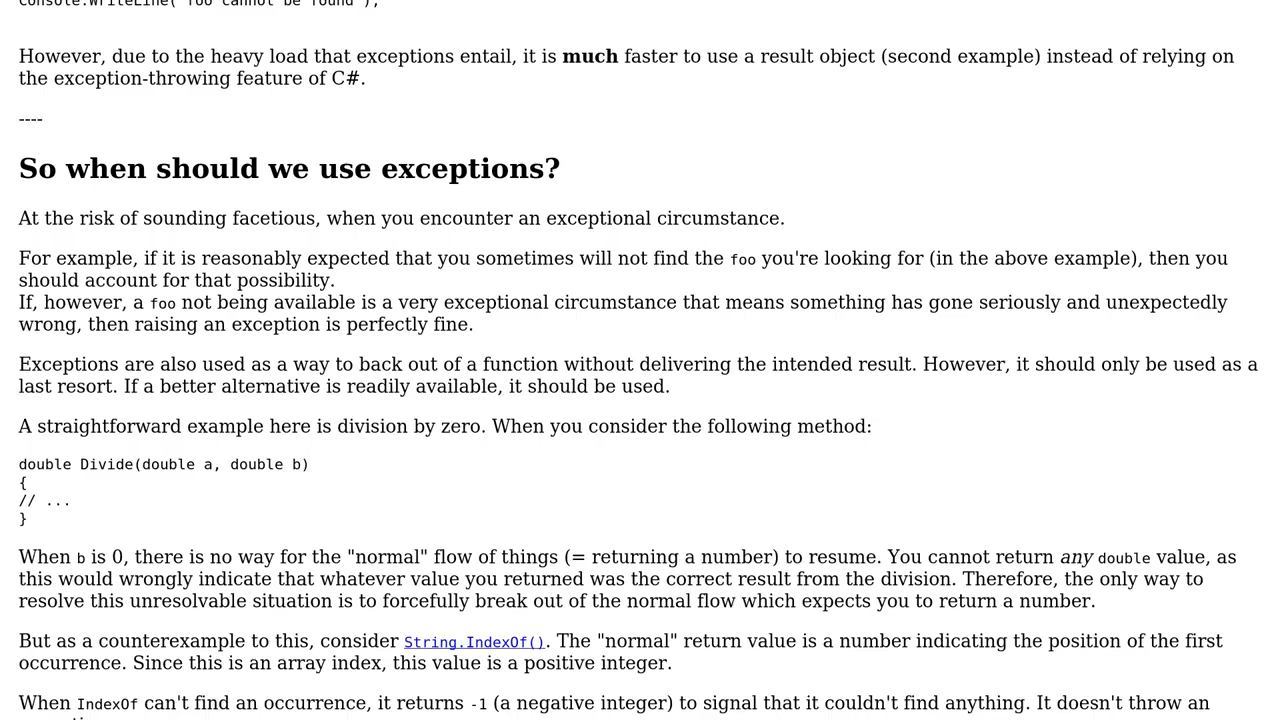 Console.WriteLine("foo cannot be found");
However, due to the heavy load that exceptions entail, it is much faster to use a result object (second example) instead of relying on
the exception-throwing feature of C#.
----
So when should we use exceptions?
At the risk of sounding facetious, when you encounter an exceptional circumstance.
For example, if it is reasonably expected that you sometimes will not find the foo you're looking for (in the above example), then you
should account for that possibility.
If, however, a foo not being available is a very exceptional circumstance that means something has gone seriously and unexpectedly
wrong, then raising an exception is perfectly fine.
Exceptions are also used as a way to back out of a function without delivering the intended result. However, it should only be used as a
last resort. If a better alternative is readily available, it should be used.
A straightforward example here is division by zero. When you consider the following method:
double Divide(double a, double b)
{
// ...
}
When b is 0, there is no way for the "normal" flow of things (= returning a number) to resume. You cannot return any double value, as
this would wrongly indicate that whatever value you returned was the correct result from the division. Therefore, the only way to
resolve this unresolvable situation is to forcefully break out of the normal flow which expects you to return a number.
But as a counterexample to this, consider String.IndexOf(). The "normal" return value is a number indicating the position of the first
occurrence. Since this is an array index, this value is a positive integer.
When IndexOf can't find an occurrence, it returns -1 (a negative integer) to signal that it couldn't find anything. It doesn't throw an